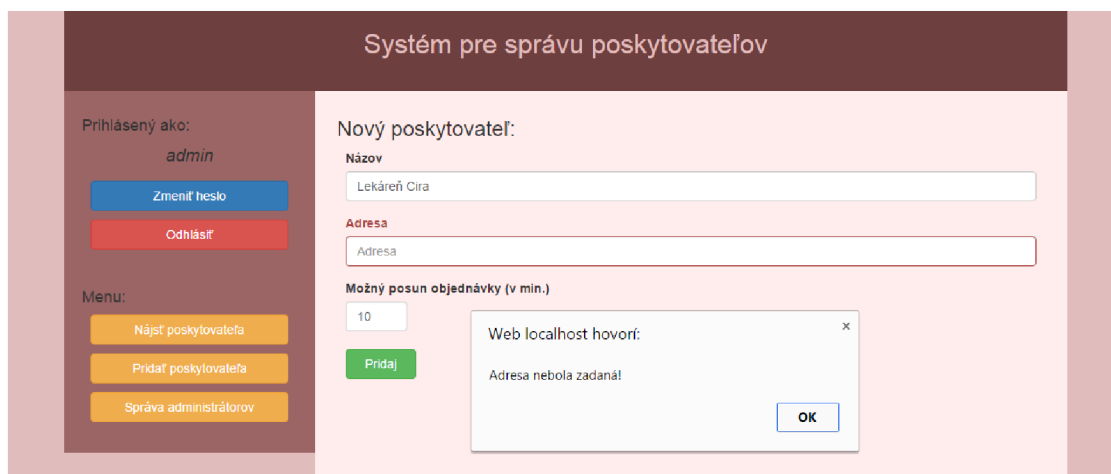 Systém pre správu poskytovateľov
Prihlásený ako:
admin
Zmeniť heslo
Odhlásiť
Menu:
Nájsť poskytovateľa
Pridať poskytovateľa
Správa administrátorov
Nový poskytovateľ:
Názov
Lekáreň Cira
Adresa
Adresa
Možný posun objednávky (v min.)
10
Pridaj
Web localhost hovorí:
×
Adresa nebola zadaná!
OK